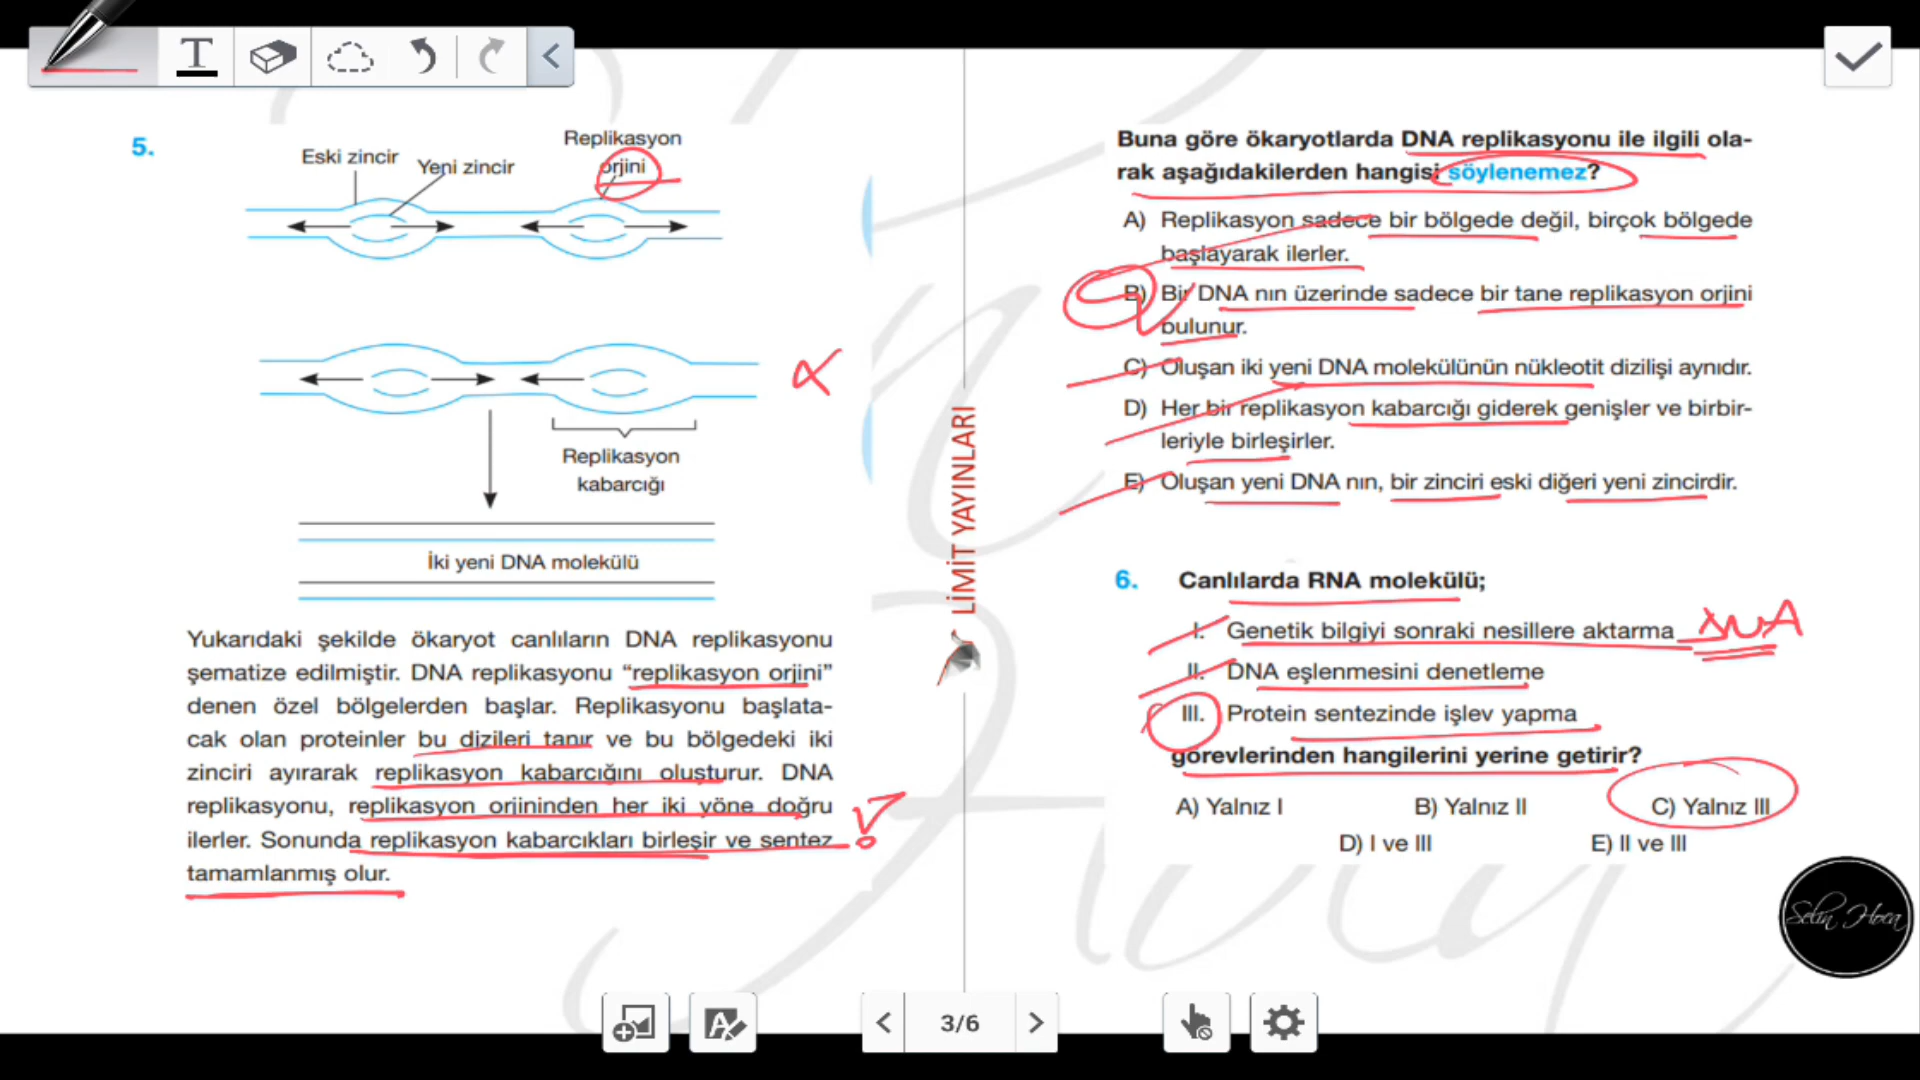 T
5.
Eski zincir
Yeni zincir
Replikasyon
orjini
Replikasyon
kabarcığı
İki yeni DNA molekülü
Yukarıdaki şekilde ökaryot canlıların DNA replikasyonu
şematize edilmiştir. DNA replikasyonu “replikasyon orjini”
denen özel bölgelerden başlar. Replikasyonu başlata-
cak olan proteinler bu dizileri tanır ve bu bölgedeki iki
zinciri ayırarak replikasyon kabarcığını oluşturur. DNA
replikasyonu, replikasyon orjininden her iki yöne doğru
ilerler. Sonunda replikasyon kabarcıkları birleşir ve sentez
tamamlanmış olur.
LİMİT YAYINLARI
Buna göre ökaryotlarda DNA replikasyonu ile ilgili ola-
rak aşağıdakilerden hangisi söylenemez?
A) Replikasyon sadece bir bölgede değil, birçok bölgede
başlayarak ilerler.
B) Bir DNA nın üzerinde sadece bir tane replikasyon orjini
bulunur.
C) Oluşan iki yeni DNA molekülünün nükleotit dizilişi aynıdır.
D) Her bir replikasyon kabarcığı giderek genişler ve birbir-
leriyle birleşirler.
E) Oluşan yeni DNA nın, bir zinciri eski diğeri yeni zincirdir.
6. Canlılarda RNA molekülü;
I. Genetik bilgiyi sonraki nesillere aktarma
II. DNA eşlenmesini denetleme
III. Protein sentezinde işlev yapma
görevlerinden hangilerini yerine getirir?
A) Yalnız I B) Yalnız II C) Yalnız III
D) I ve III E) II ve III
Selin Hoca
3/6